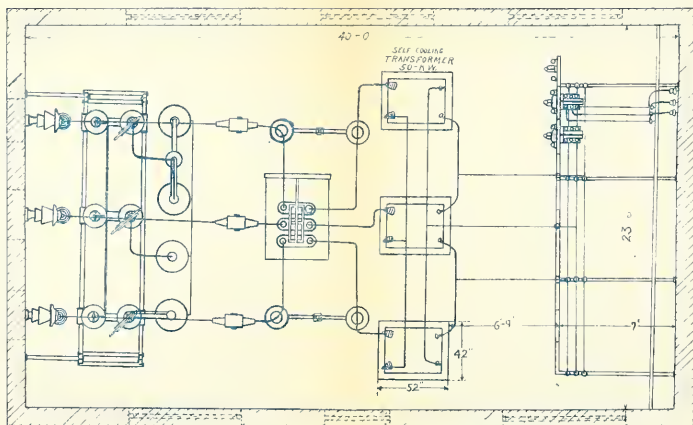 40-0
SELF COOLING
TRANSFORMER
50-K.W.
23
6'-9"
7'
42"
52"